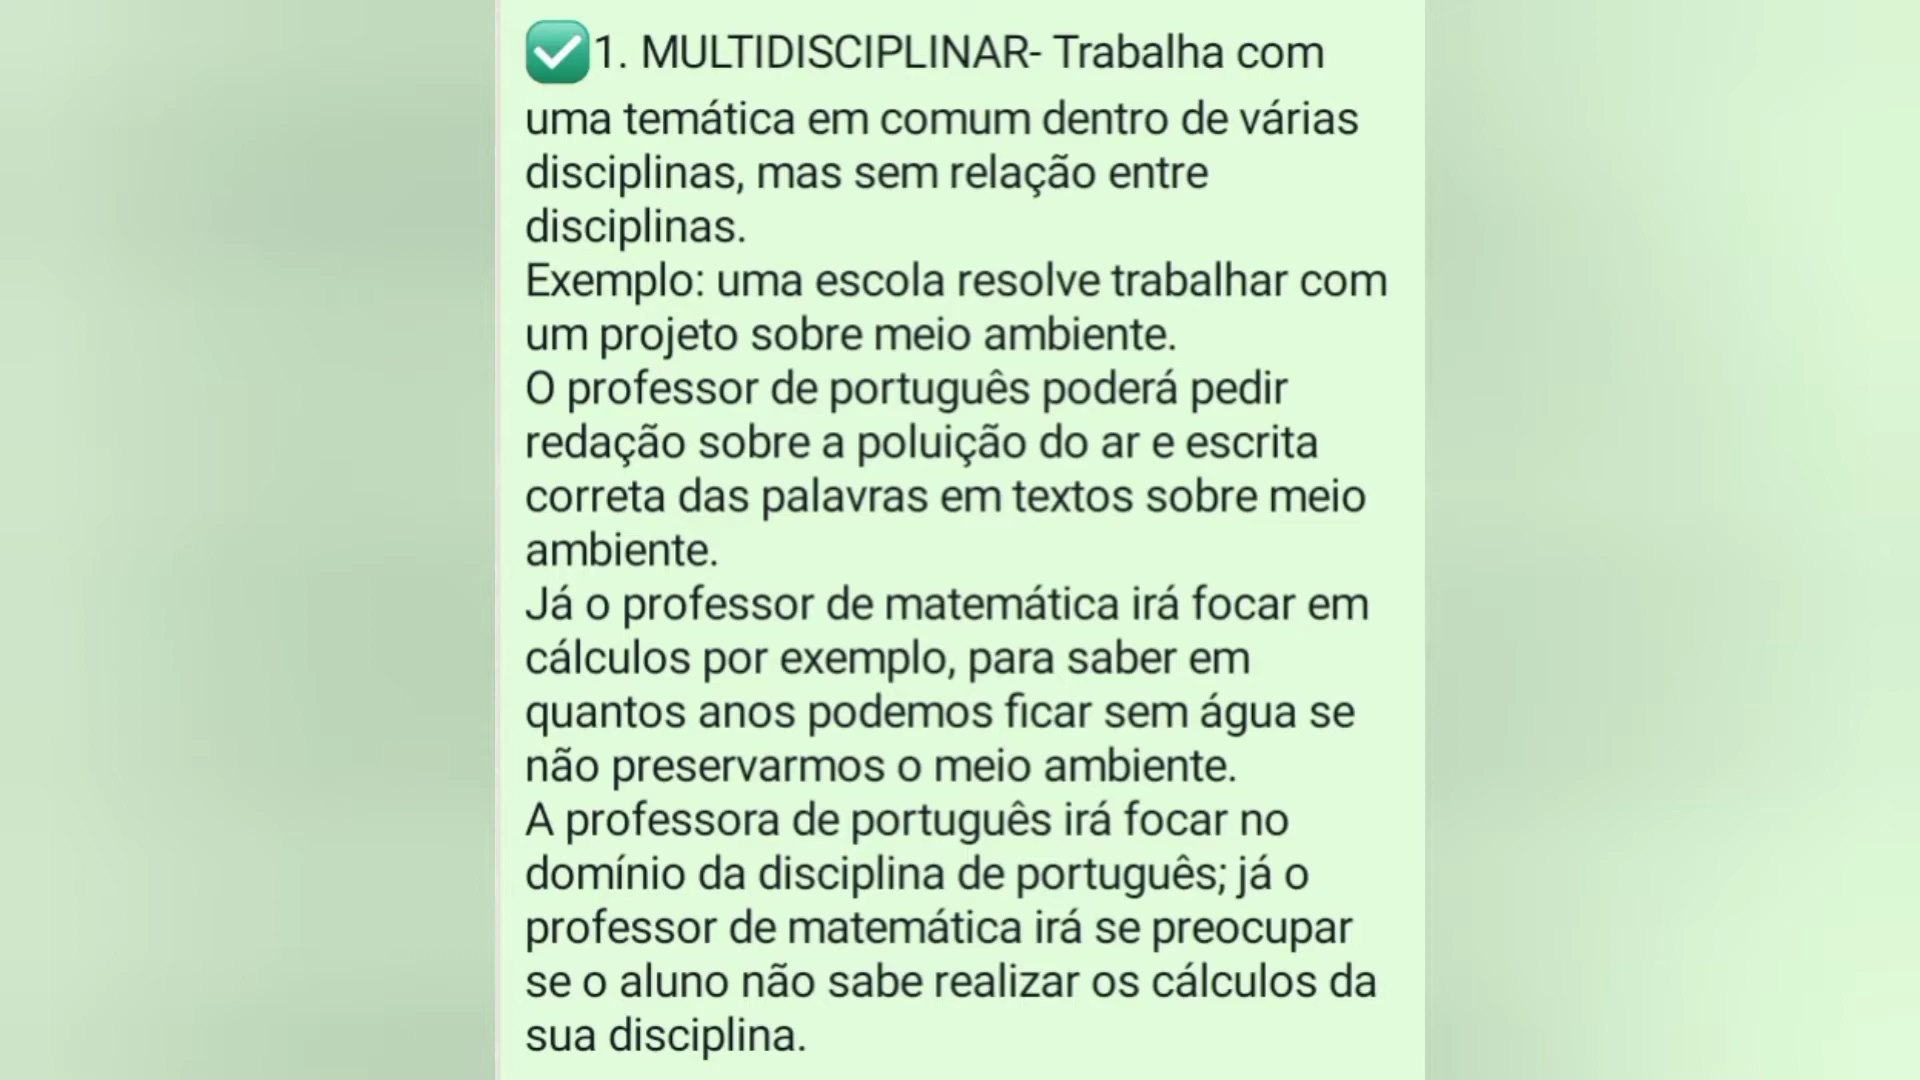 ✅1. MULTIDISCIPLINAR- Trabalha com
uma temática em comum dentro de várias
disciplinas, mas sem relação entre
disciplinas.
Exemplo: uma escola resolve trabalhar com
um projeto sobre meio ambiente.
O professor de português poderá pedir
redação sobre a poluição do ar e escrita
correta das palavras em textos sobre meio
ambiente.
Já o professor de matemática irá focar em
cálculos por exemplo, para saber em
quantos anos podemos ficar sem água se
não preservarmos o meio ambiente.
A professora de português irá focar no
domínio da disciplina de português; já o
professor de matemática irá se preocupar
se o aluno não sabe realizar os cálculos da
sua disciplina.